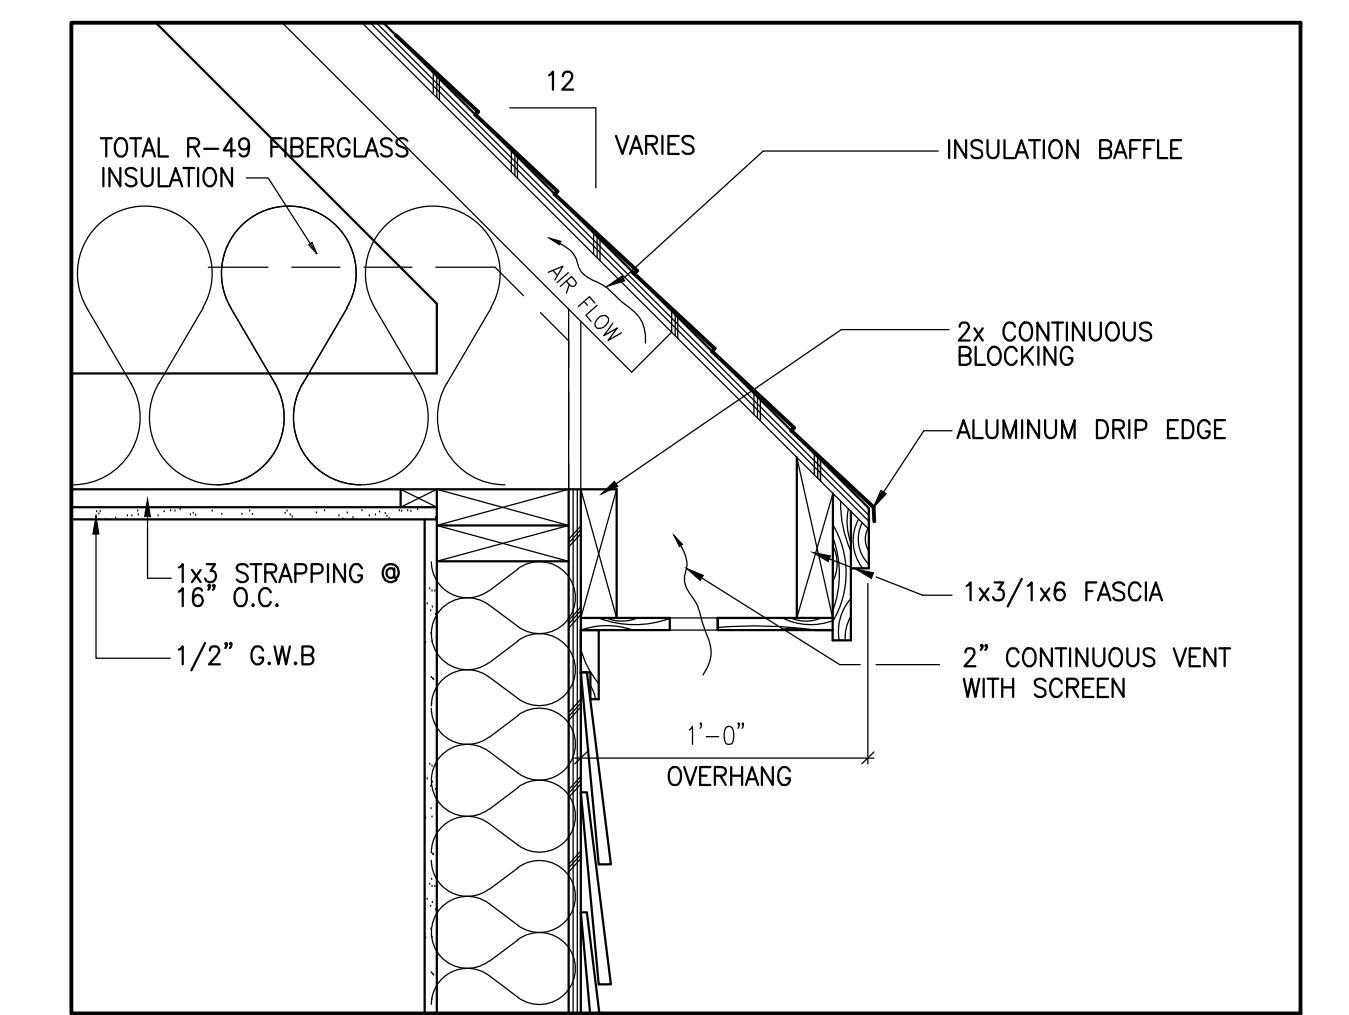 12
VARIES
TOTAL R-49 FIBERGLASS
INSULATION
INSULATION BAFFLE
AIR FLOW
2x CONTINUOUS
BLOCKING
ALUMINUM DRIP EDGE
1x3 STRAPPING @
16" O.C.
1x3/1x6 FASCIA
1/2" G.W.B
2" CONTINUOUS VENT
WITH SCREEN
1'-0"
OVERHANG